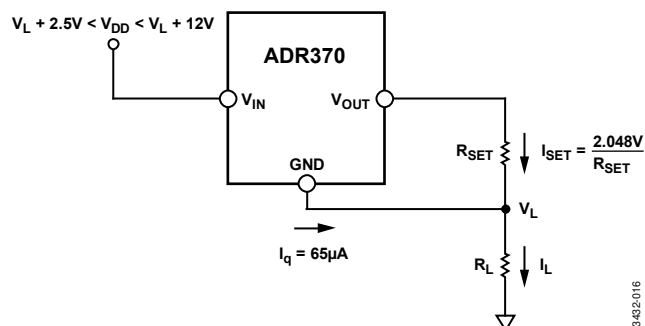 V_L + 2.5V < V_DD < V_L + 12V
ADR370
V_IN
V_OUT
GND
R_SET
I_SET = 2.048V / R_SET
V_L
I_q = 65µA
R_L
I_L
3432-016